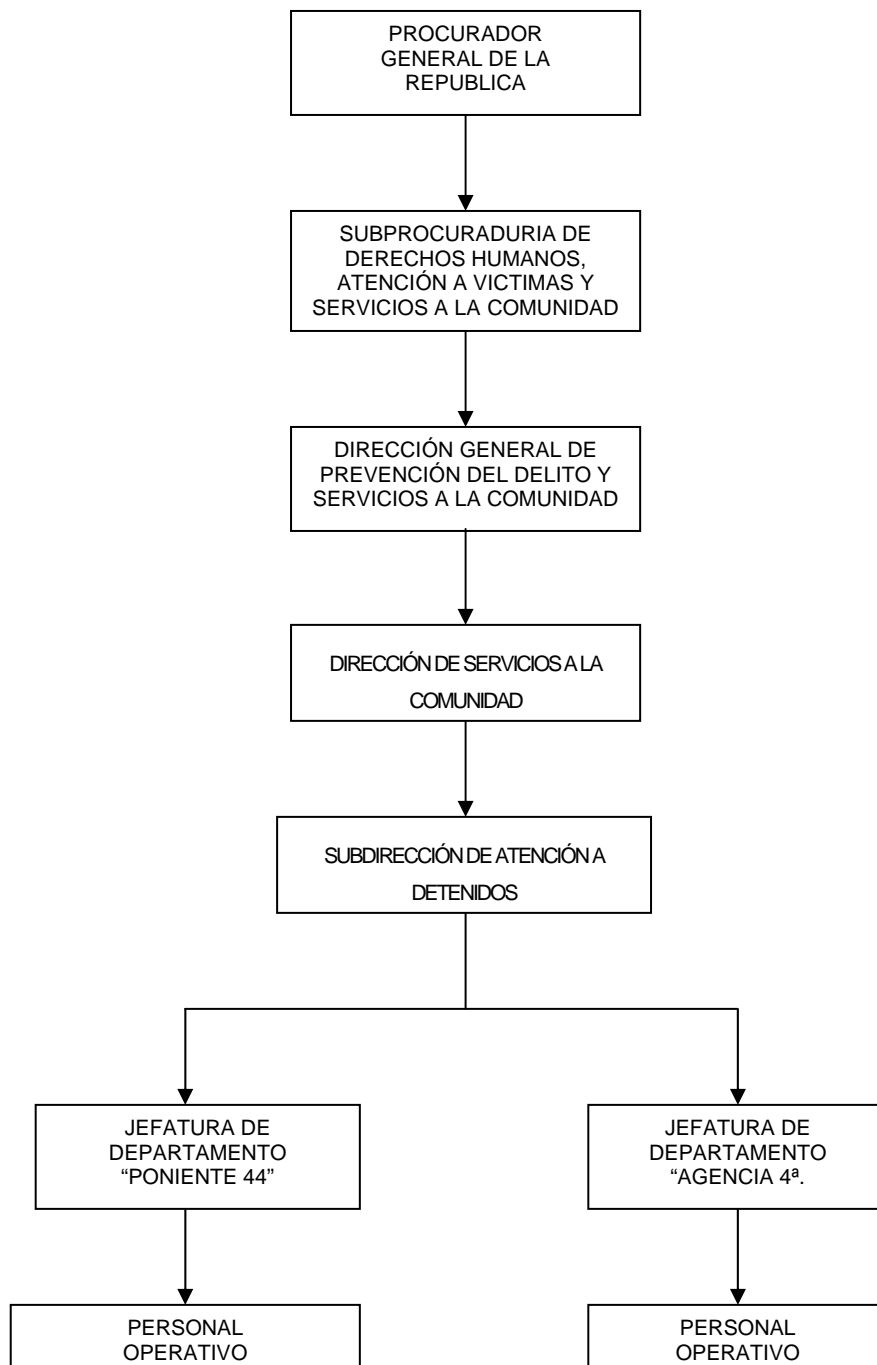 PROCURADOR
GENERAL DE LA
REPUBLICA
SUBPROCURADURIA DE
DERECHOS HUMANOS,
ATENCIÓN A VICTIMAS Y
SERVICIOS A LA COMUNIDAD
DIRECCIÓN GENERAL DE
PREVENCIÓN DEL DELITO Y
SERVICIOS A LA COMUNIDAD
DIRECCIÓN DE SERVICIOS A LA
COMUNIDAD
SUBDIRECCIÓN DE ATENCIÓN A
DETENIDOS
JEFATURA DE
DEPARTAMENTO
“PONIENTE 44”
JEFATURA DE
DEPARTAMENTO
“AGENCIA 4ª.
PERSONAL
OPERATIVO
PERSONAL
OPERATIVO